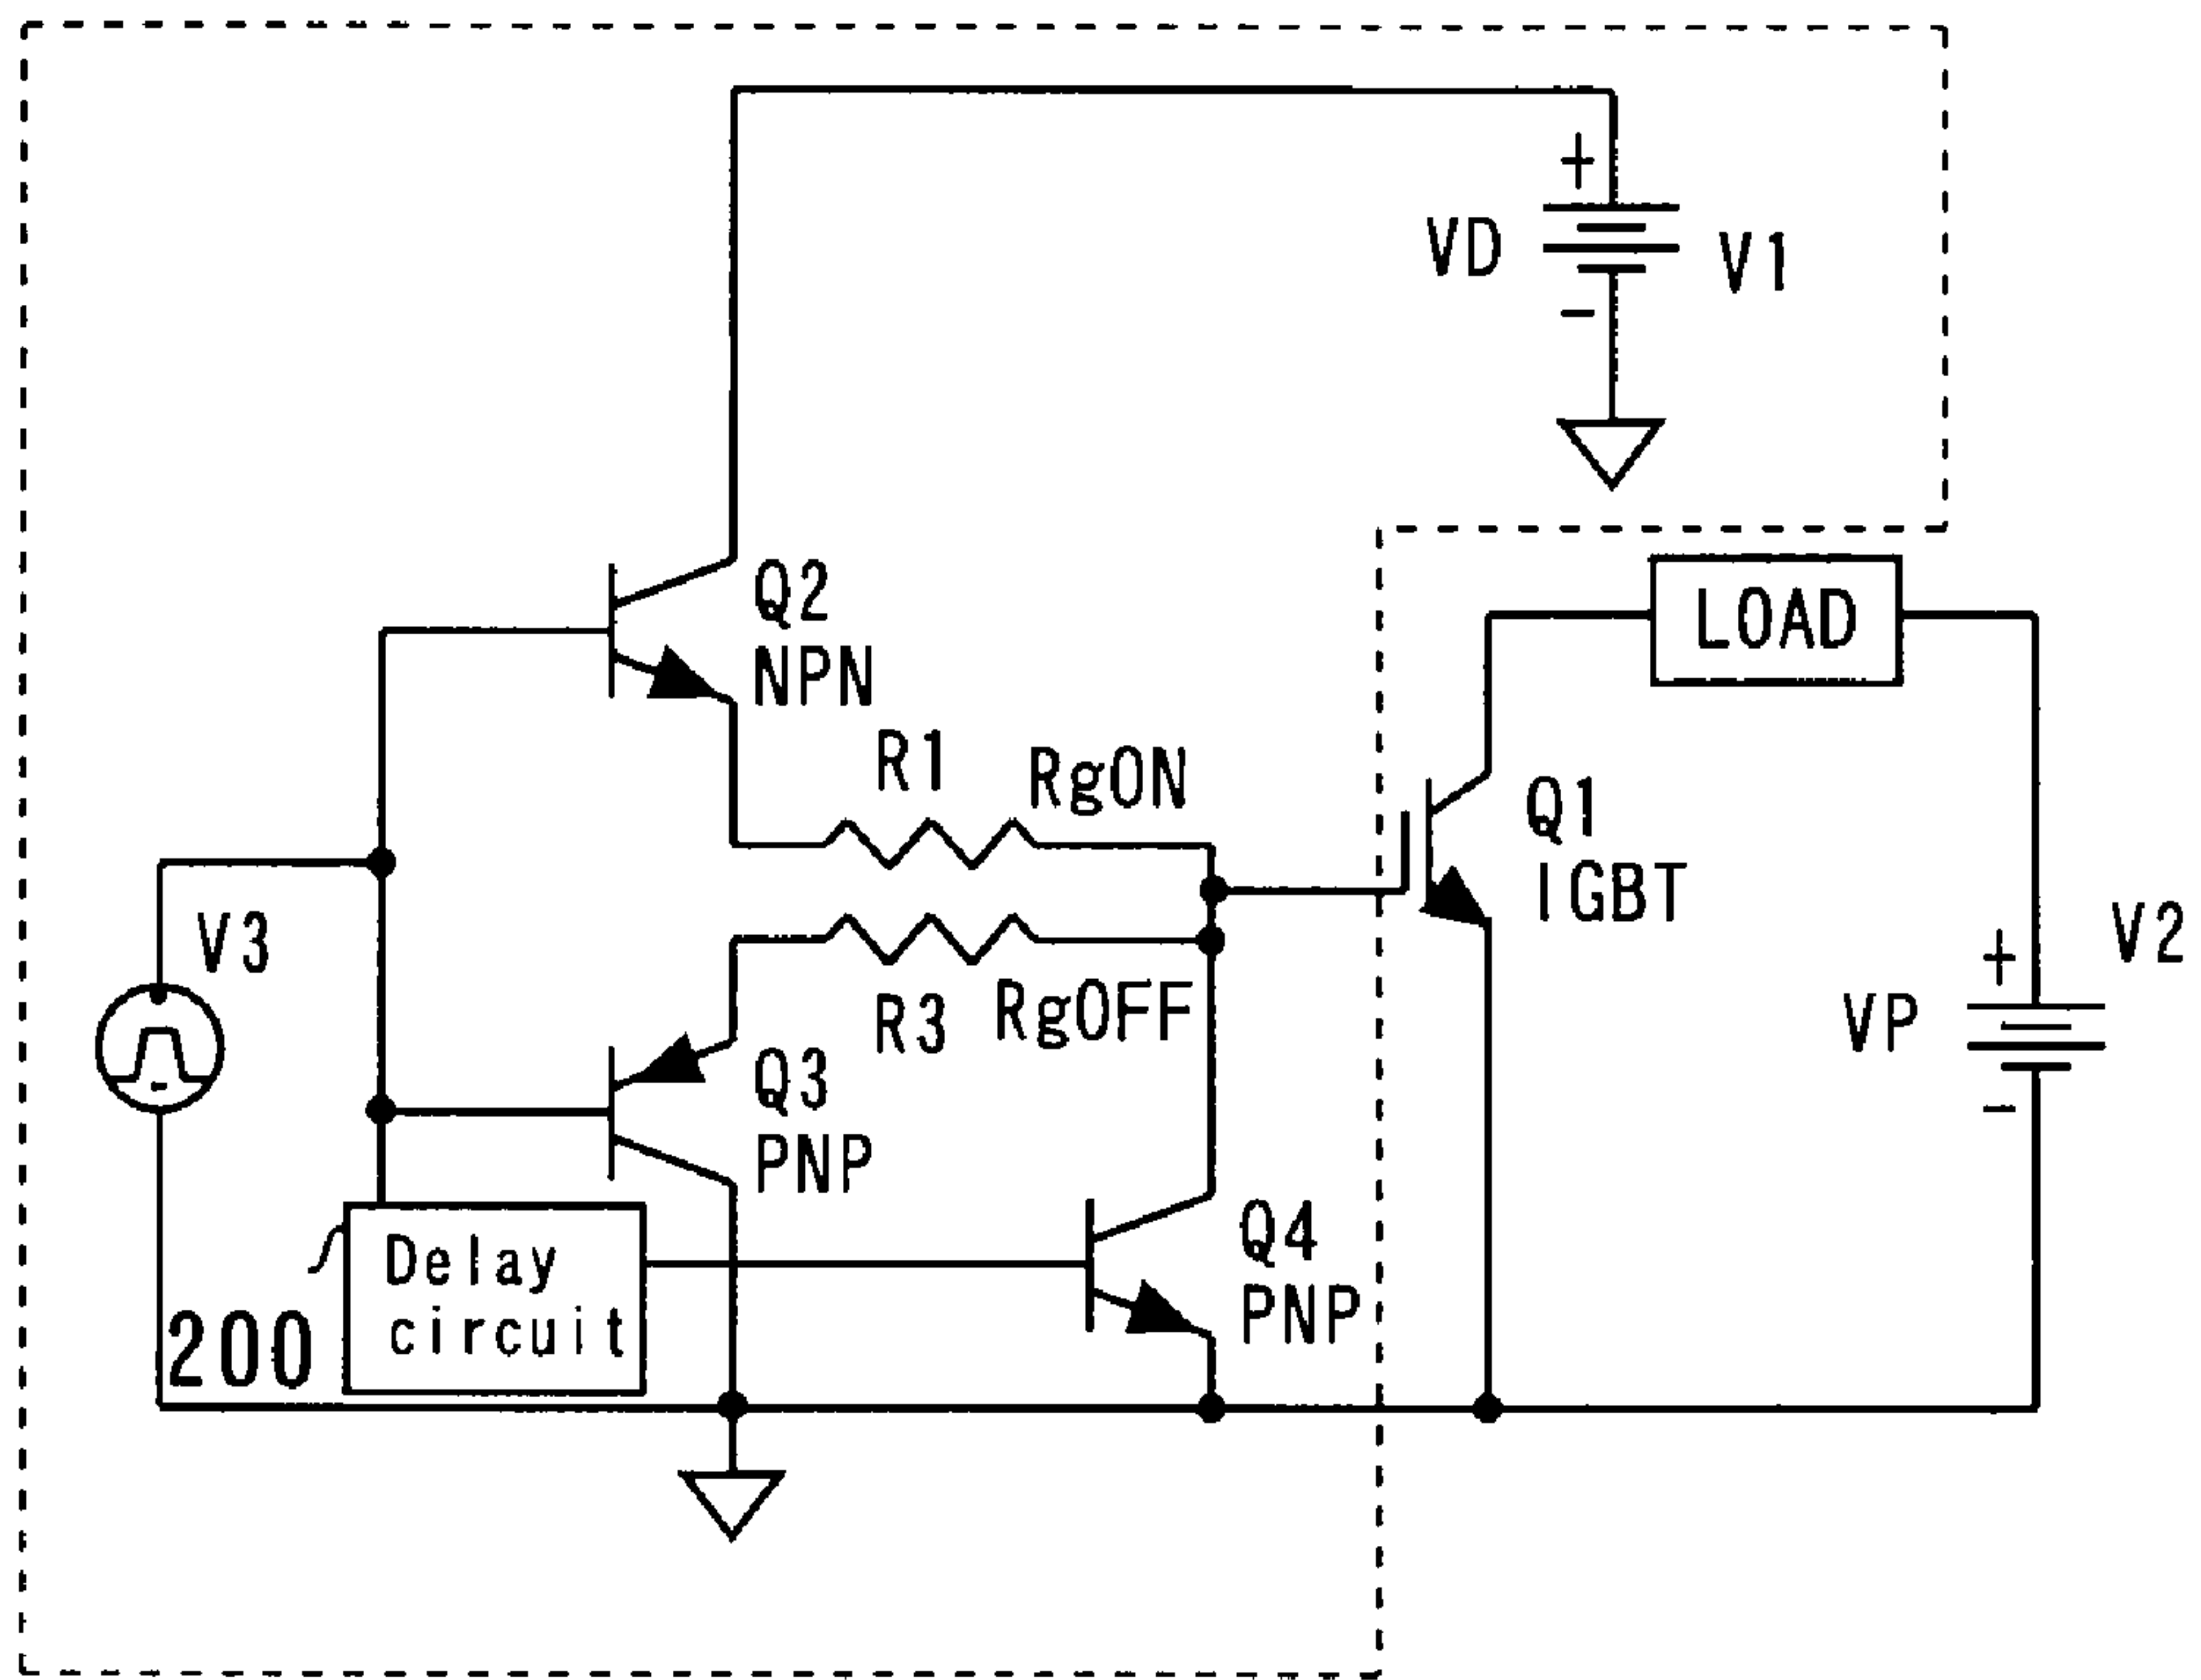 +
VD
V1
-
Q2
NPN
LOAD
R1
RgON
Q1
IGBT
V3
R3
RgOFF
+
V2
VP
-
Q3
PNP
Delay
circuit
200
Q4
PNP